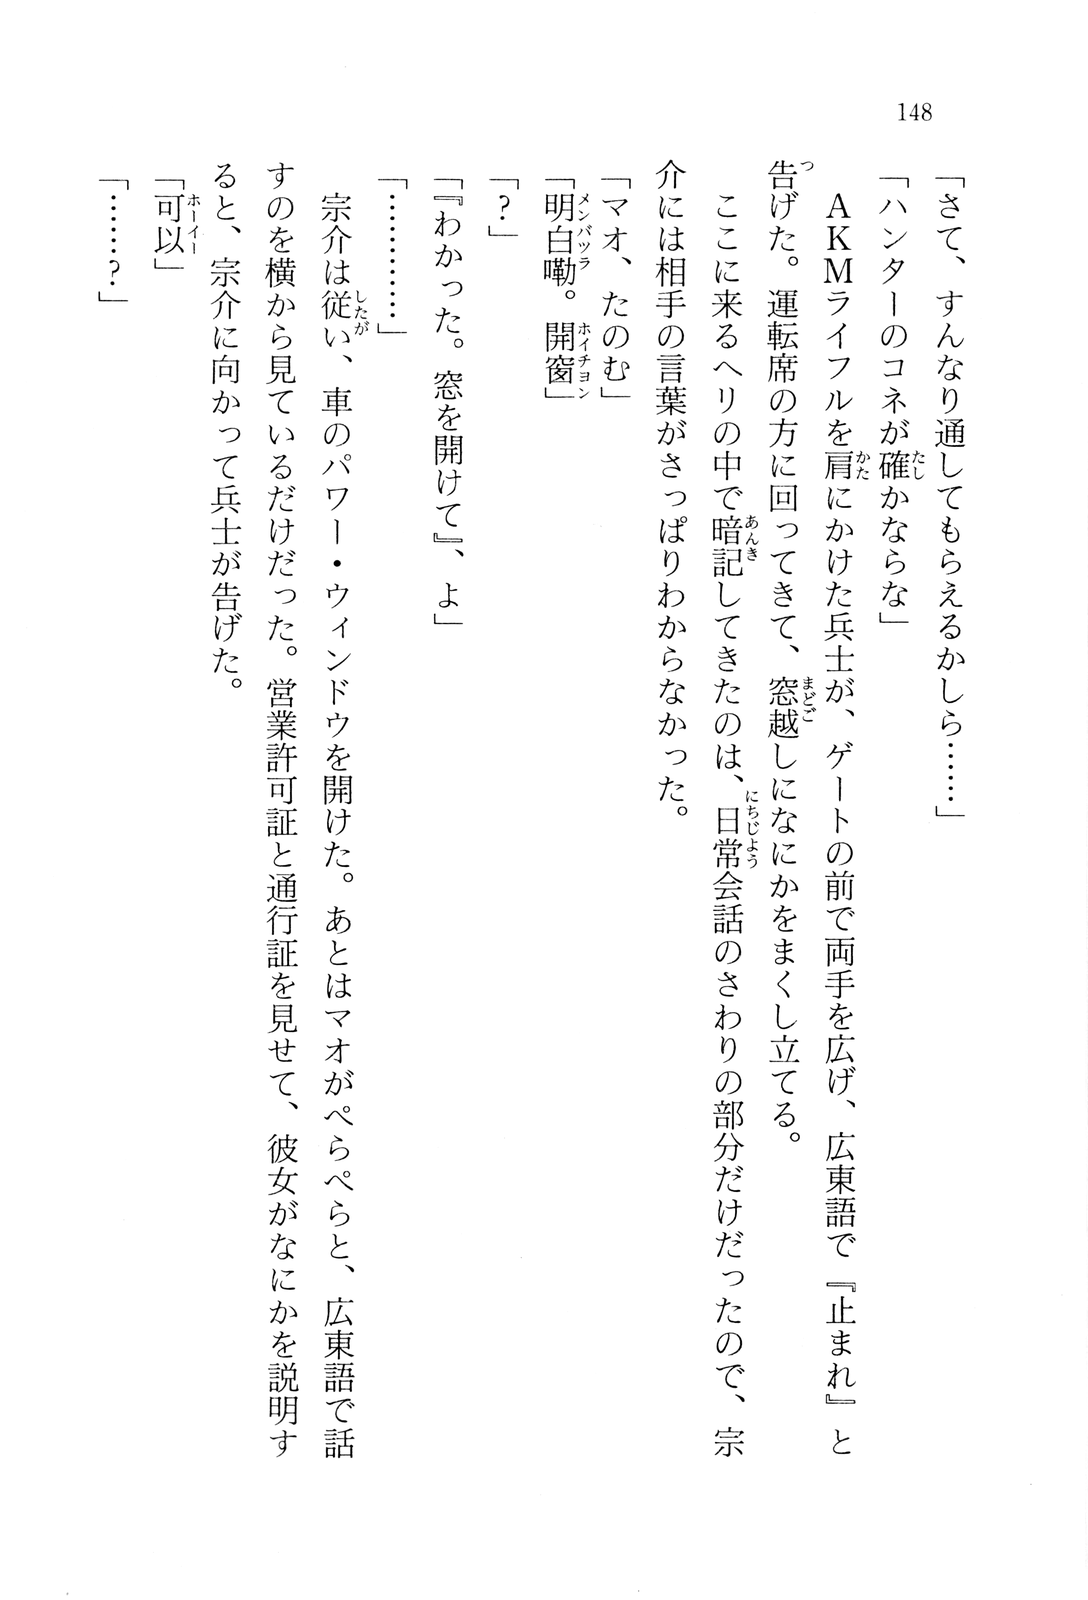 148
「さて、すんなり通してもらえるかしら……」
「ハンターのコネが確かならな」
　ＡＫＭライフルを肩にかけた兵士が、ゲートの前で両手を広げ、広東語で『止まれ』と
告げた。運転席の方に回ってきて、窓越しになにかをまくし立てる。
　ここに来るヘリの中で暗記してきたのは、日常会話のさわりの部分だけだったので、宗
介には相手の言葉がさっぱりわからなかった。
「マオ、たのむ」
「明白嘞。開窗」
「？」
「『わかった。窓を開けて』、よ」
「…………」
　宗介は従い、車のパワー・ウィンドウを開けた。あとはマオがぺらぺらと、広東語で話
すのを横から見ているだけだった。営業許可証と通行証を見せて、彼女がなにかを説明す
ると、宗介に向かって兵士が告げた。
「可以」
「……？」